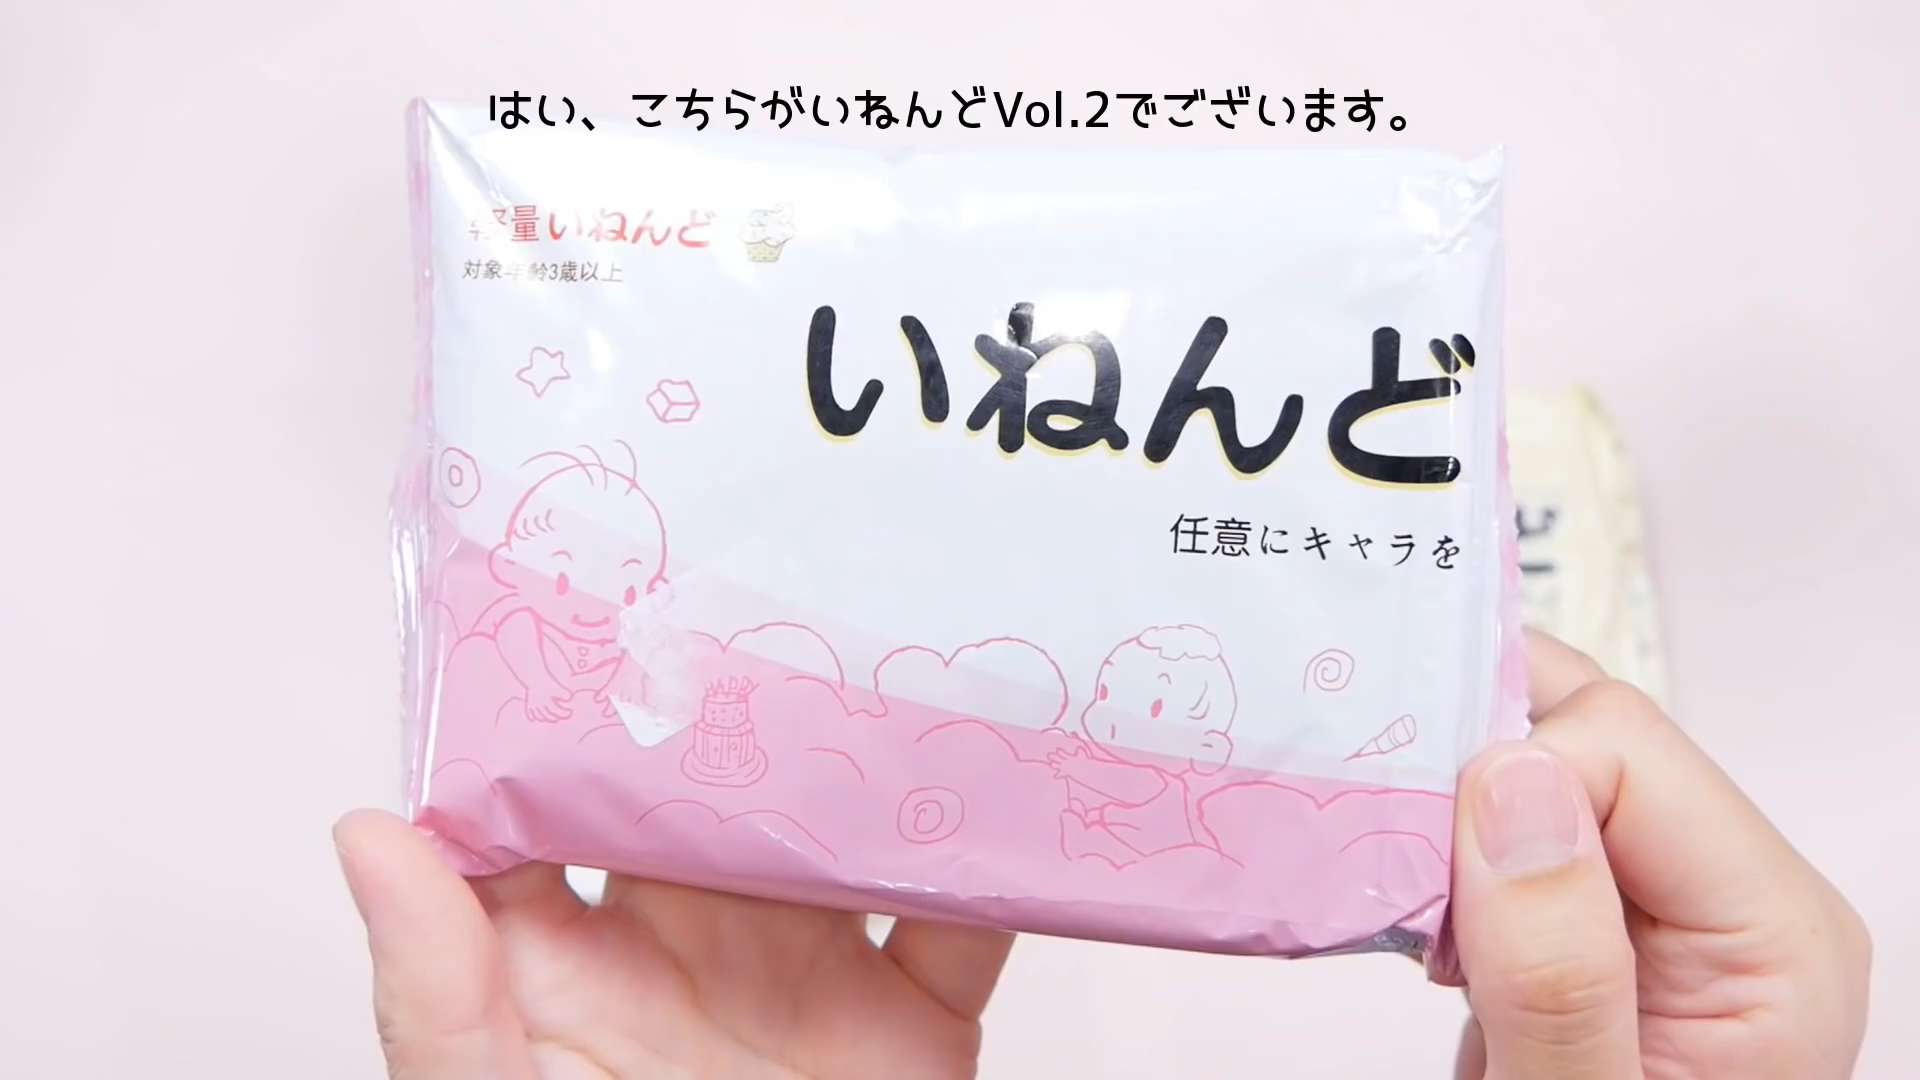 はい、こちらがいねんどVol.2でございます。
軽量いねんど
対象年齢3歳以上
いねんど
任意にキャラを